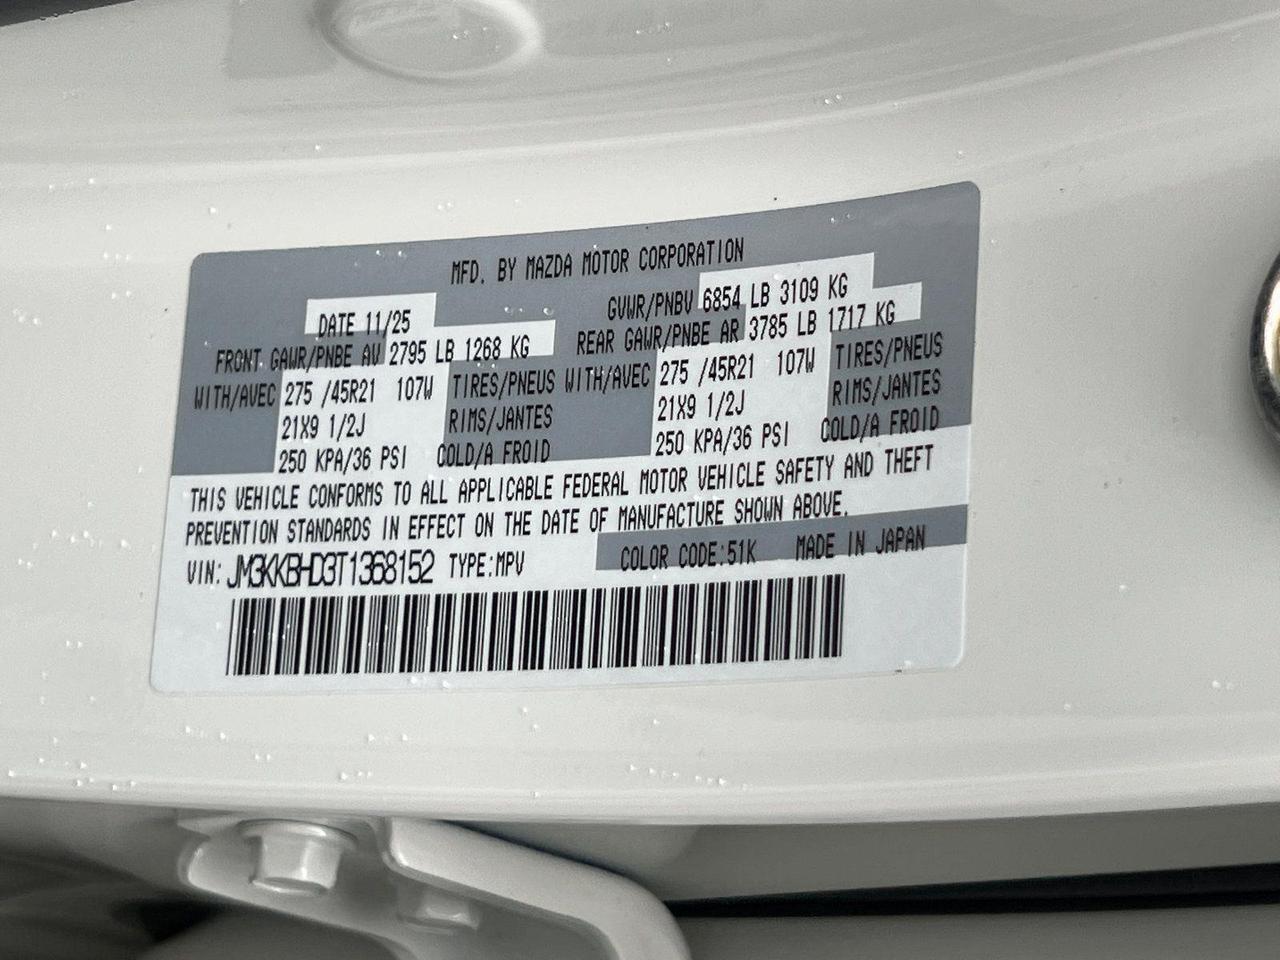 MFD. BY MAZDA MOTOR CORPORATION
DATE 11/25 GVWR/PNBV 6854 LB 3109 KG
FRONT GAWR/PNBE AV 2795 LB 1268 KG REAR GAWR/PNBE AR 3785 LB 1717 KG
WITH/AVEC 275 /45R21 107W TIRES/PNEUS WITH/AVEC 275 /45R21 107W TIRES/PNEUS
21X9 1/2J RIMS/JANTES 21X9 1/2J RIMS/JANTES
250 KPA/36 PSI COLD/A FROID 250 KPA/36 PSI COLD/A FROID
THIS VEHICLE CONFORMS TO ALL APPLICABLE FEDERAL MOTOR VEHICLE SAFETY AND THEFT
PREVENTION STANDARDS IN EFFECT ON THE DATE OF MANUFACTURE SHOWN ABOVE.
VIN: JM3KKBHD3T1368152 TYPE:MPV COLOR CODE:51K MADE IN JAPAN